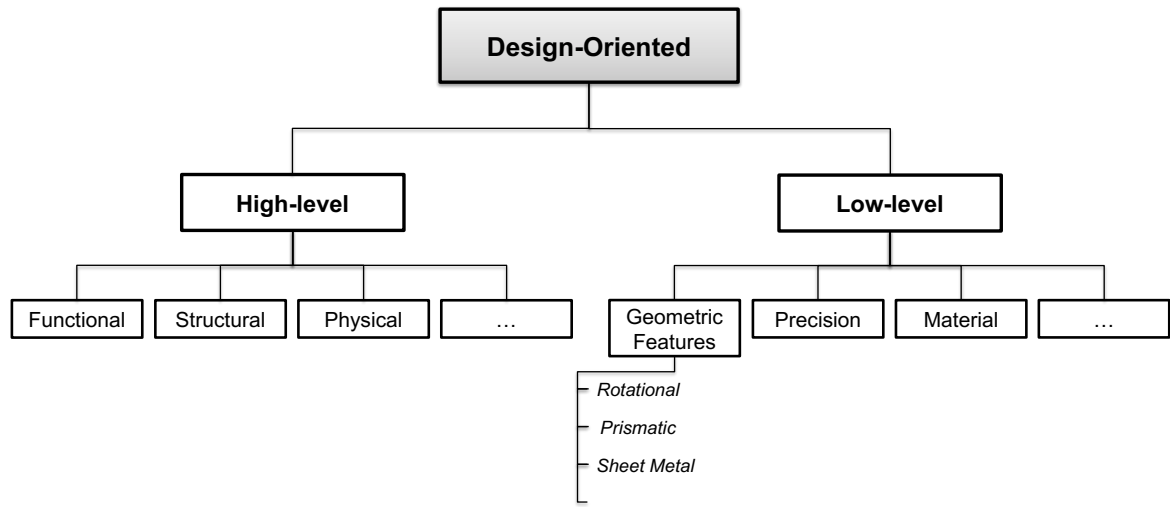 Design-Oriented
High-level
Low-level
Functional
Structural
Physical
…
Geometric
Features
Precision
Material
…
Rotational
Prismatic
Sheet Metal